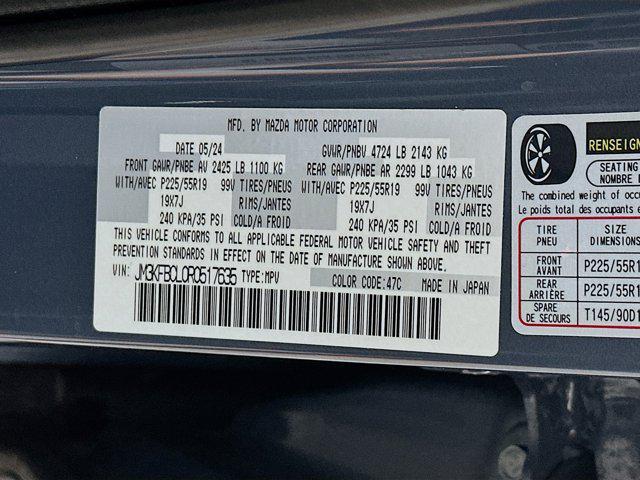 MFD. BY MAZDA MOTOR CORPORATION
DATE 05/24 GVWR/PNBV 4724 LB 2143 KG
FRONT GAWR/PNBE AV 2425 LB 1100 KG REAR GAWR/PNBE AR 2299 LB 1043 KG
WITH/AVEC P225/55R19 99V TIRES/PNEUS WITH/AVEC P225/55R19 99V TIRES/PNEUS
19X7J RIMS/JANTES 19X7J RIMS/JANTES
240 KPA/35 PSI COLD/A FROID 240 KPA/35 PSI COLD/A FROID
THIS VEHICLE CONFORMS TO ALL APPLICABLE FEDERAL MOTOR VEHICLE SAFETY AND THEFT
PREVENTION STANDARDS IN EFFECT ON THE DATE OF MANUFACTURE SHOWN ABOVE.
VIN: JM3KFBCL0R0517635 TYPE:MPV COLOR CODE:47C MADE IN JAPAN
RENSEIGN
SEATING
NOMBRE
The combined weight of occu
Le poids total des occupants e
TIRE SIZE
PNEU DIMENSIONS
FRONT
AVANT P225/55R1
REAR
ARRIÈRE P225/55R1
SPARE
DE SECOURS T145/90D1